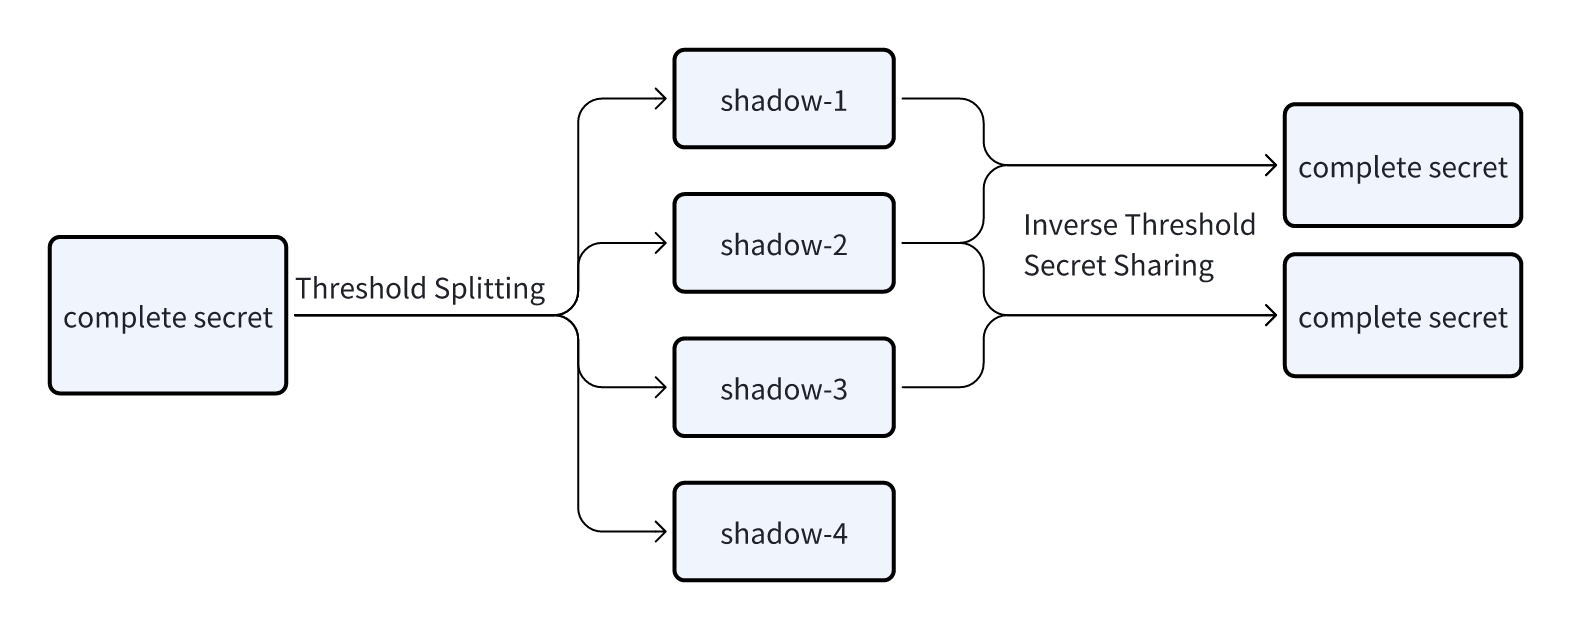 complete secret
Threshold Splitting
shadow-1
shadow-2
shadow-3
shadow-4
Inverse Threshold
Secret Sharing
complete secret
complete secret